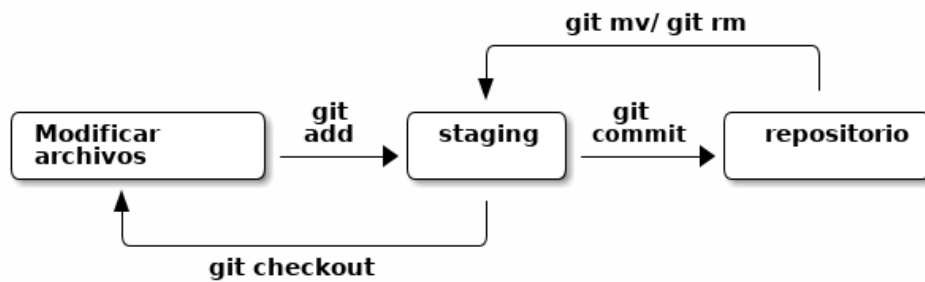 git mv/ git rm
git
add
git
commit
Modificar
archivos
staging
repositorio
git checkout